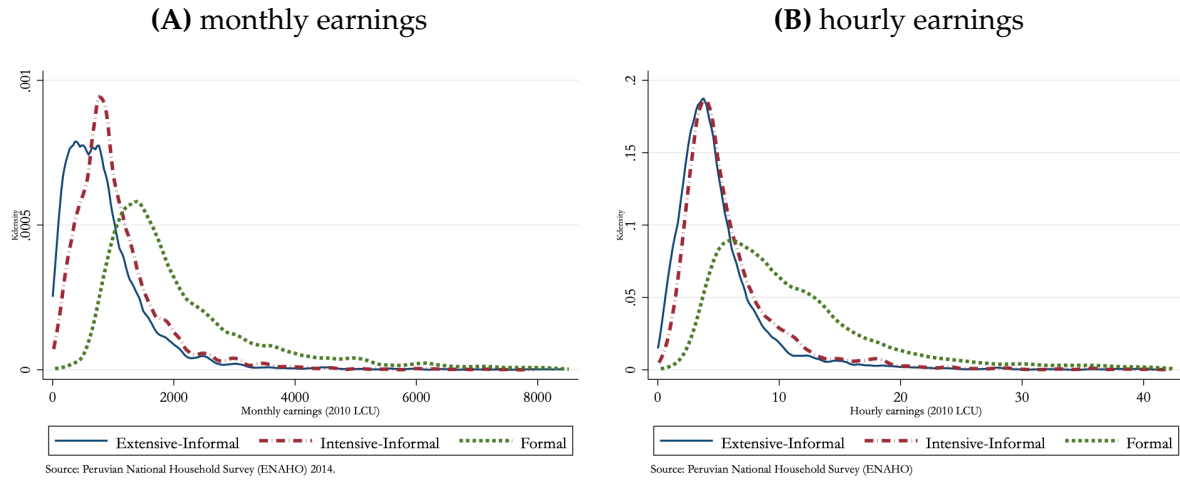 (A) monthly earnings
.001
.0005
0
Kdensity
0 2000 4000 6000 8000
Monthly earnings (2010 LCU)
Extensive-Informal Intensive-Informal Formal
Source: Peruvian National Household Survey (ENAHO) 2014.
(B) hourly earnings
.2
.15
.1
.05
0
Kdensity
0 10 20 30 40
Hourly earnings (2010 LCU)
Extensive-Informal Intensive-Informal Formal
Source: Peruvian National Household Survey (ENAHO)